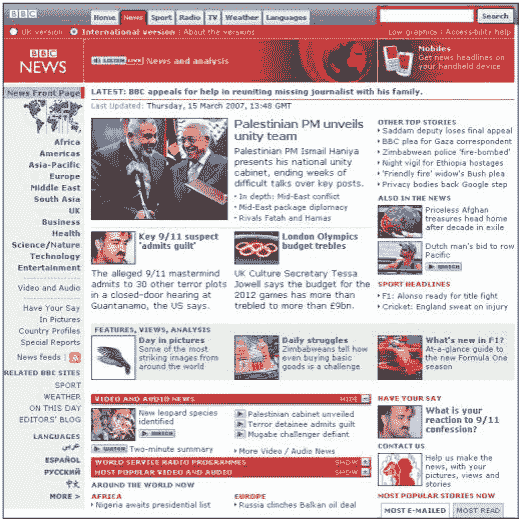 BBC
Home News Sport Radio TV Weather Languages
Search
UK version International version | About the versions
Low graphics | Accessibility help
BBC
NEWS
LISTEN LIVE News and analysis
Mobiles
Get news headlines on
your handheld device
News Front Page
Africa
Americas
Asia-Pacific
Europe
Middle East
South Asia
UK
Business
Health
Science/Nature
Technology
Entertainment
Video and Audio
Have Your Say
In Pictures
Country Profiles
Special Reports
News feeds
RELATED BBC SITES
SPORT
WEATHER
ON THIS DAY
EDITORS' BLOG
LANGUAGES
عربي
ESPAÑOL
РУССКИЙ
中文
MORE >
LATEST: BBC appeals for help in reuniting missing journalist with his family.
Last Updated: Thursday, 15 March 2007, 13:48 GMT
Palestinian PM unveils
unity team
Palestinian PM Ismail Haniya
presents his national unity
cabinet, ending weeks of
difficult talks over key posts.
In depth: Mid-East conflict
Mid-East package diplomacy
Rivals Fatah and Hamas
Key 9/11 suspect
'admits guilt'
The alleged 9/11 mastermind
admits to 30 other terror plots
in a closed-door hearing at
Guantanamo, the US says.
London Olympics
budget trebles
UK Culture Secretary Tessa
Jowell says the budget for the
2012 games has more than
trebled to more than £9bn.
OTHER TOP STORIES
Saddam deputy loses final appeal
BBC plea for Gaza correspondent
Zimbabwean police 'fire-bombed'
Night vigil for Ethiopia hostages
'Friendly fire' widow's Bush plea
Privacy bodies back Google step
ALSO IN THE NEWS
Priceless Afghan
treasures head home
after decade in exile
Dutch man's bid to row
Pacific
WATCH
SPORT HEADLINES
F1: Alonso ready for title fight
Cricket: England sweat on injury
FEATURES, VIEWS, ANALYSIS
Day in pictures
Some of the most
striking images from
around the world
Daily struggles
Zimbabweans tell how
even buying basic
goods is a challenge
What's new in F1?
At-a-glance guide to
the new Formula One
season
VIDEO AND AUDIO NEWS
HIDE
New leopard species
identified
WATCH
WATCH Two-minute summary
Palestinian cabinet unveiled
Terror detainee admits guilt
Mugabe challenger defiant
More Video / Audio News
WORLD SERVICE RADIO PROGRAMMES
SHOW
MOST POPULAR VIDEO AND AUDIO
SHOW
AROUND THE WORLD NOW
AFRICA
Nigeria awaits presidential list
EUROPE
Russia clinches Balkan oil deal
HAVE YOUR SAY
What is your
reaction to 9/11
confession?
CONTACT US
Help us make the
news, with your
pictures, views and
stories
MOST POPULAR STORIES NOW
MOST E-MAILED MOST READ